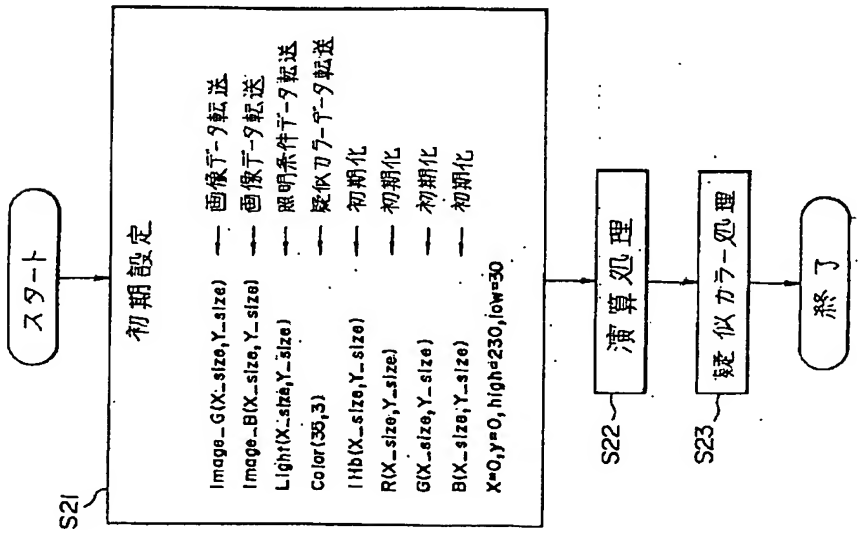 スタート
S21
初期設定
Image_G(X_size,Y_size) ← 画像データ転送
Image_B(X_size,Y_size) ← 画像データ転送
Light(X_size,Y_size) ← 照明条件データ転送
Color(35,3) ← 疑似カラーデータ転送
IHb(X_size,Y_size) ← 初期化
R(X_size,Y_size) ← 初期化
G(X_size,Y_size) ← 初期化
B(X_size,Y_size) ← 初期化
X=0,y=0,high=230,low=30
S22
演算処理
S23
疑似カラー処理
終了